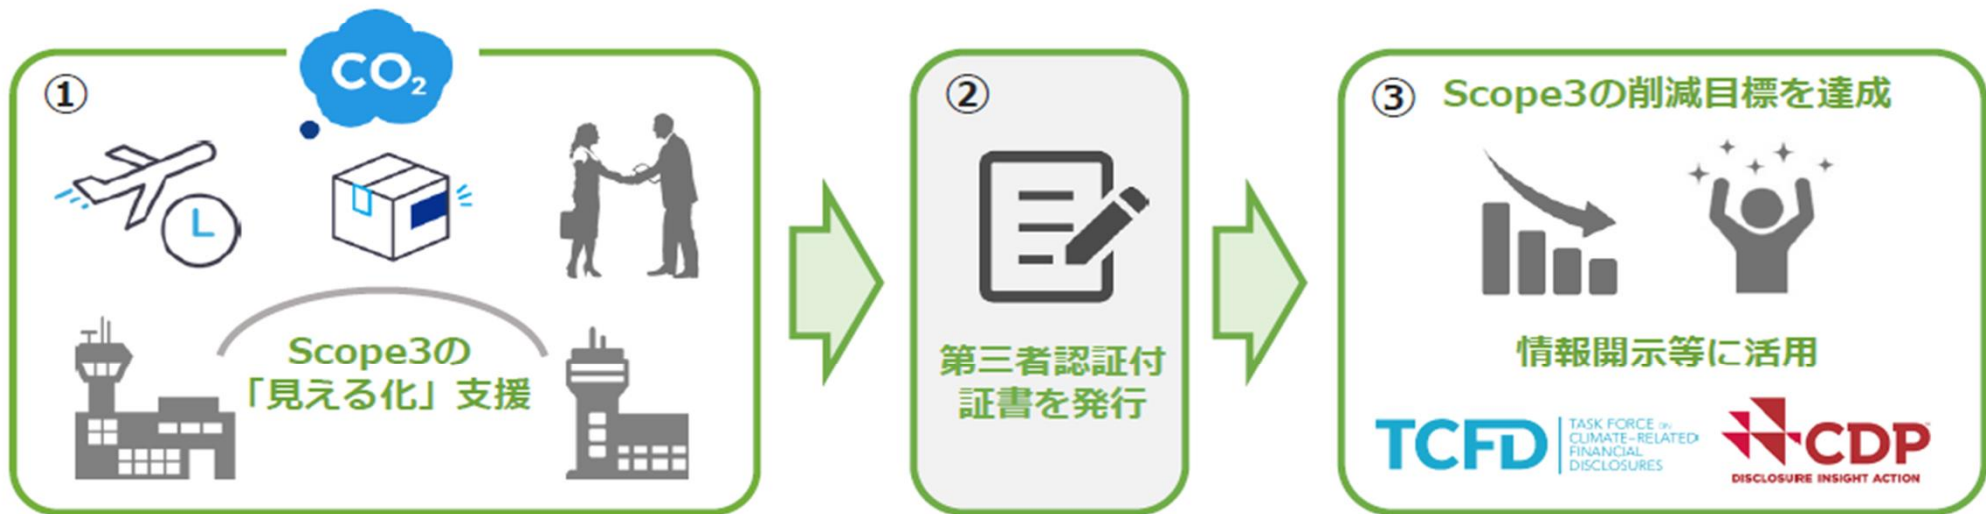 ①
CO₂
Scope3の
「見える化」支援
②
第三者認証付
証書を発行
③ Scope3の削減目標を達成
情報開示等に活用
TCFD
TASK FORCE ON
CLIMATE-RELATED
FINANCIAL
DISCLOSURES
CDP
DISCLOSURE INSIGHT ACTION